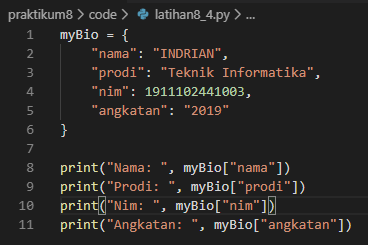 praktikum8 > code > latihan8_4.py > ...
1 myBio = {
2     "nama": "INDRIAN",
3     "prodi": "Teknik Informatika",
4     "nim": 1911102441003,
5     "angkatan": "2019"
6 }
7
8 print("Nama: ", myBio["nama"])
9 print("Prodi: ", myBio["prodi"])
10 print("Nim: ", myBio["nim"])
11 print("Angkatan: ", myBio["angkatan"])